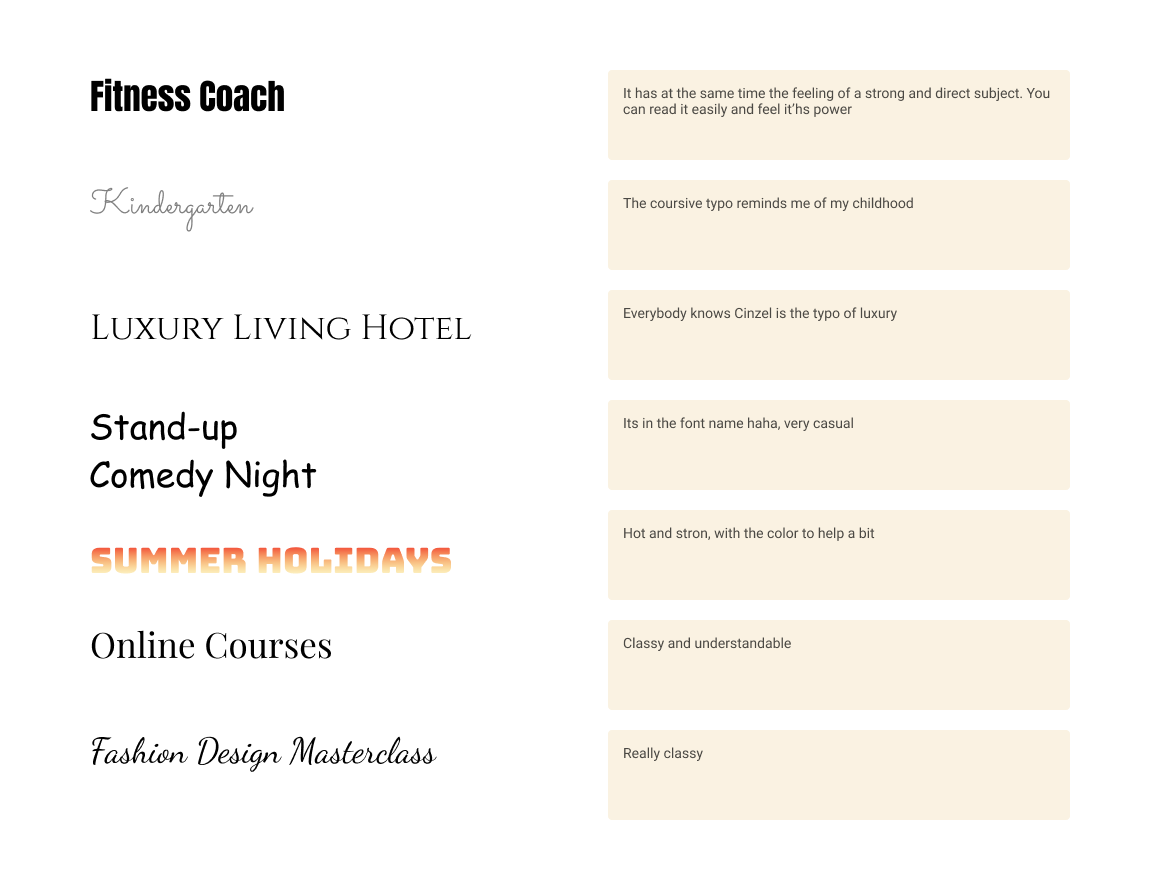 Fitness Coach
It has at the same time the feeling of a strong and direct subject. You
can read it easily and feel it’hs power
Kindergarten
The coursive typo reminds me of my childhood
Luxury Living Hotel
Everybody knows Cinzel is the typo of luxury
Stand-up
Comedy Night
Its in the font name haha, very casual
SUMMER HOLIDAYS
Hot and stron, with the color to help a bit
Online Courses
Classy and understandable
Fashion Design Masterclass
Really classy